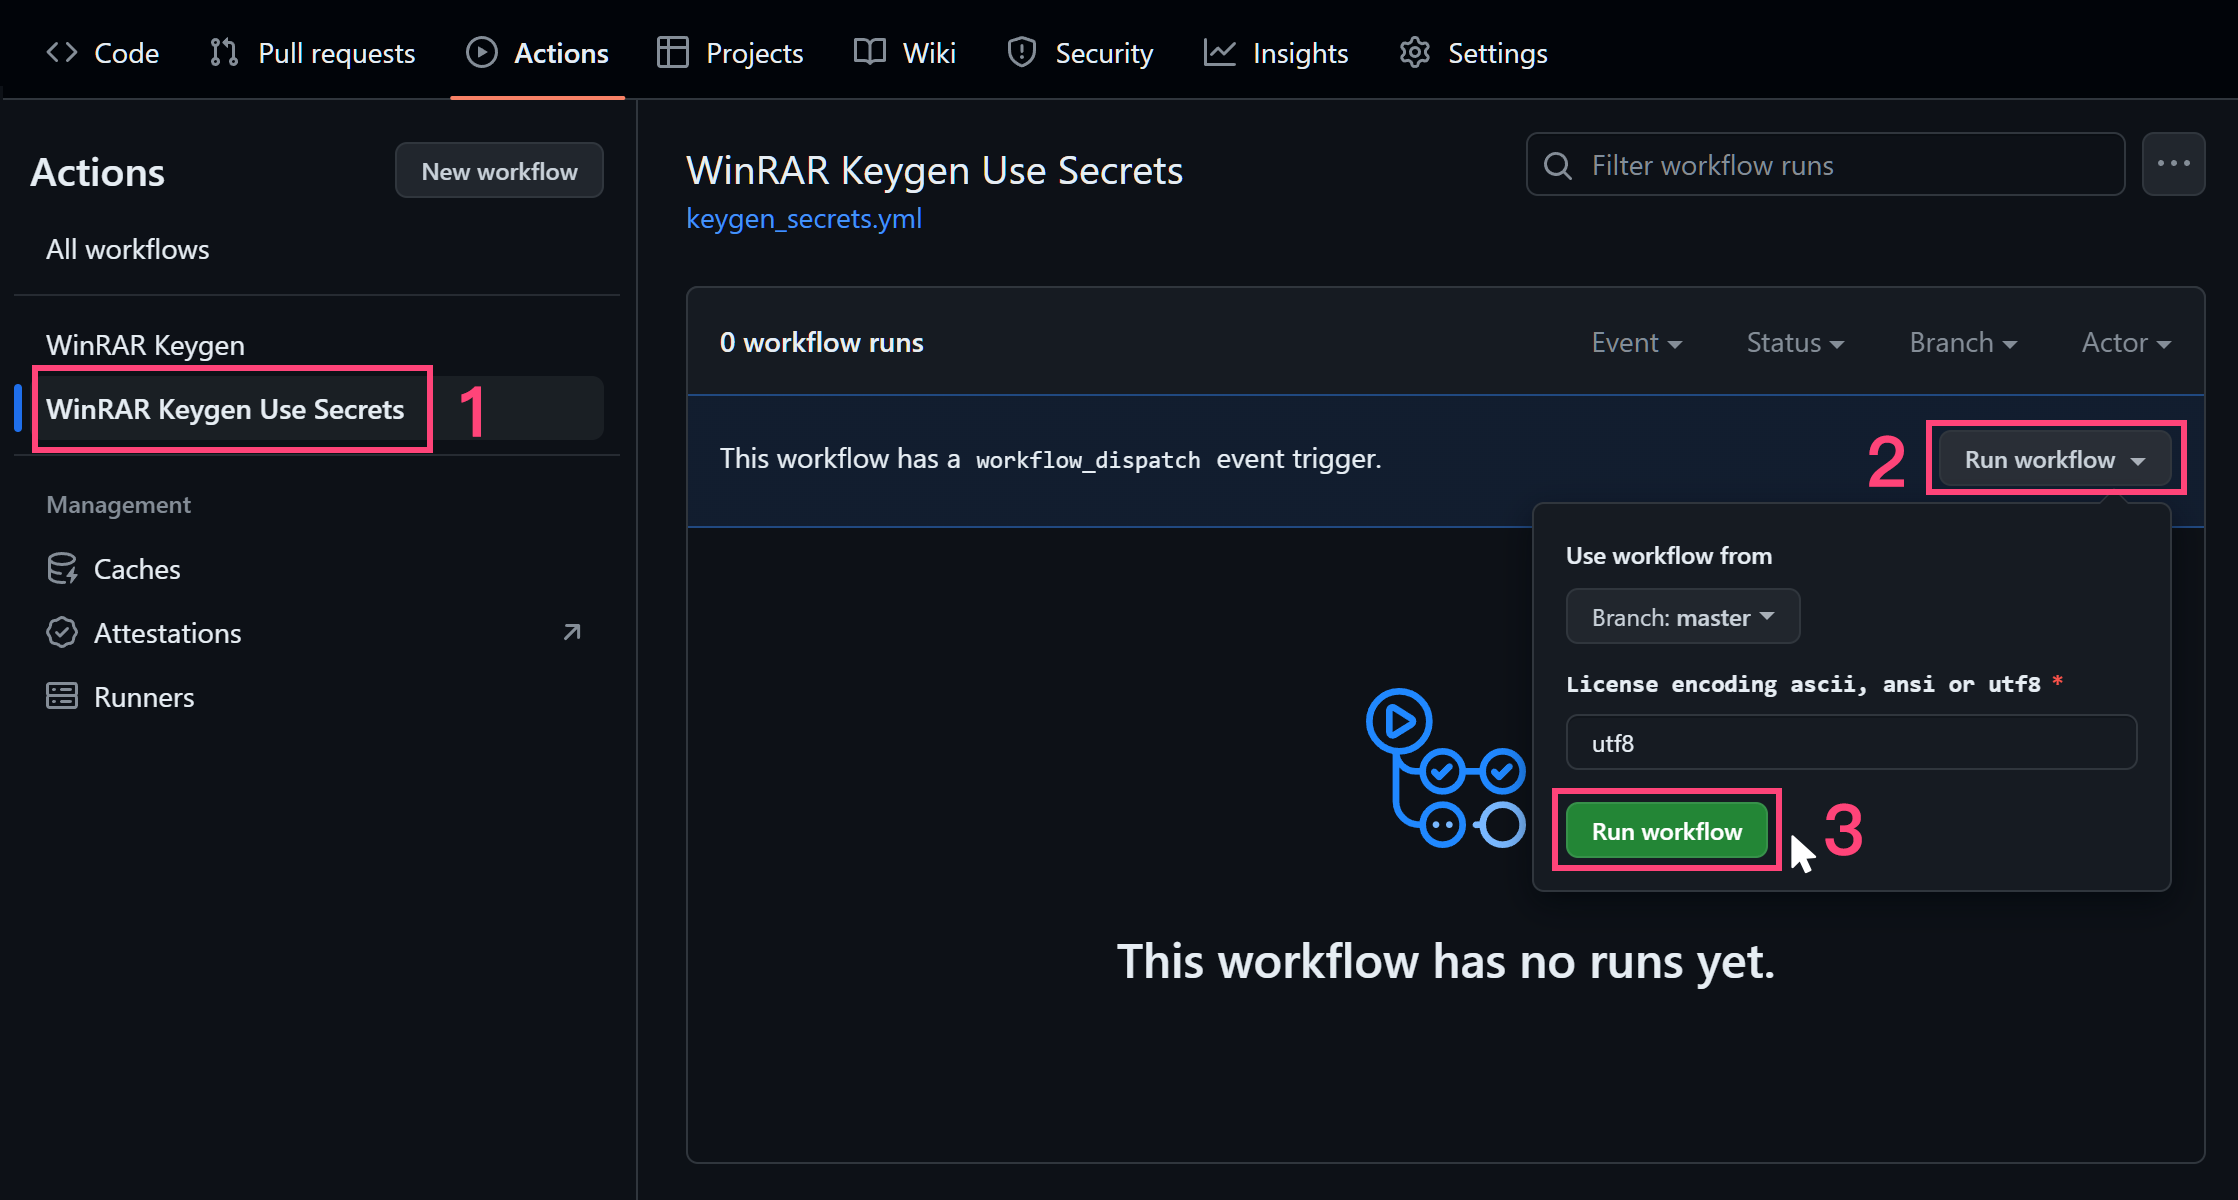 Code Pull requests Actions Projects Wiki Security Insights Settings
Actions
New workflow
All workflows
WinRAR Keygen
WinRAR Keygen Use Secrets
1
Management
Caches
Attestations
Runners
WinRAR Keygen Use Secrets
keygen_secrets.yml
Filter workflow runs
0 workflow runs
Event Status Branch Actor
This workflow has a workflow_dispatch event trigger.
2
Run workflow
Use workflow from
Branch: master
License encoding ascii, ansi or utf8 *
utf8
Run workflow
3
This workflow has no runs yet.